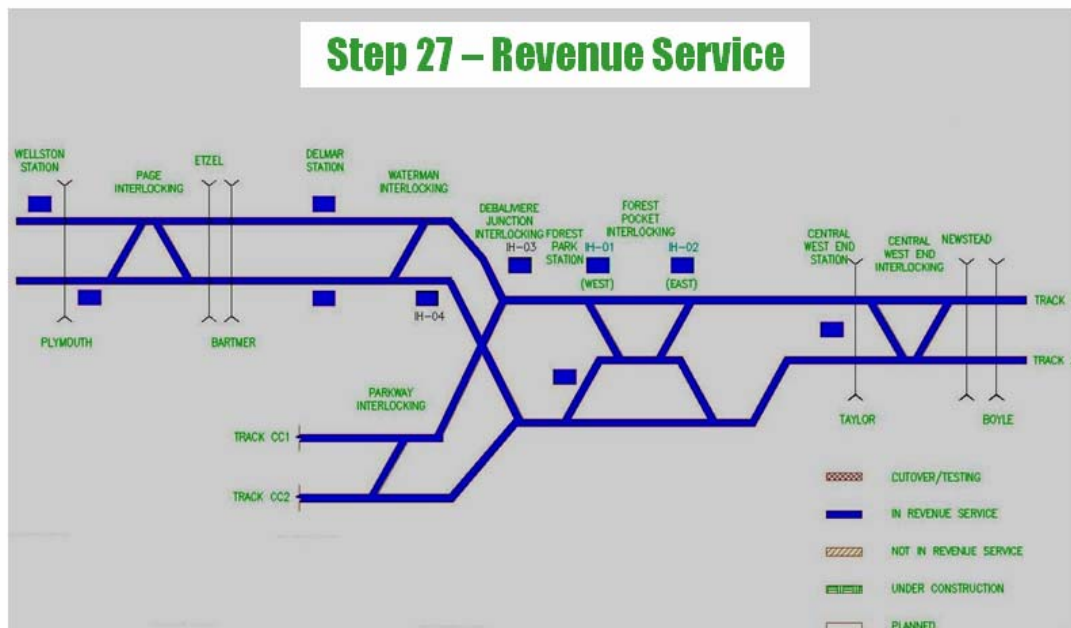 Step 27 – Revenue Service
WELLSTON
STATION
PAGE
INTERLOCKING
ETZEL
DELMAR
STATION
WATERMAN
INTERLOCKING
DEBALIVIERE
JUNCTION
INTERLOCKING
IH-03
FOREST
PARK
STATION
FOREST
POCKET
INTERLOCKING
IH-01
(WEST)
IH-02
(EAST)
CENTRAL
WEST END
STATION
CENTRAL
WEST END
INTERLOCKING
NEWSTEAD
TRACK
TRACK
PLYMOUTH
BARTMER
IH-04
PARKWAY
INTERLOCKING
TAYLOR
BOYLE
TRACK CC1
TRACK CC2
CUTOVER/TESTING
IN REVENUE SERVICE
NOT IN REVENUE SERVICE
UNDER CONSTRUCTION
PLANNED